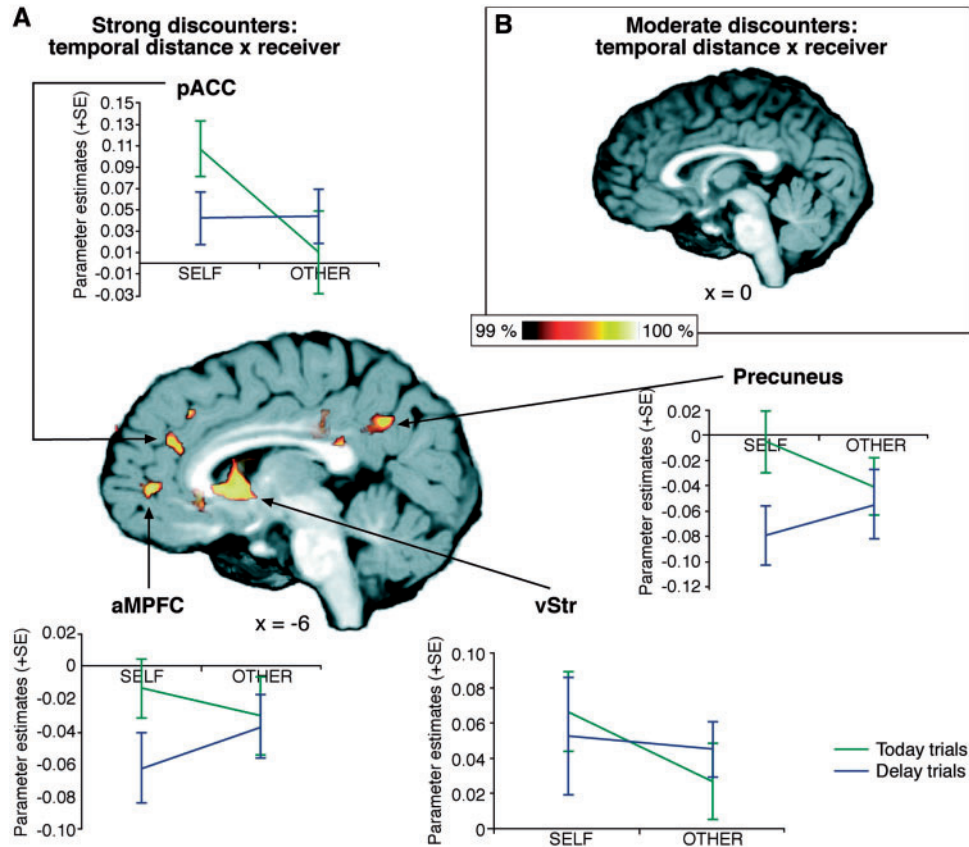 A
Strong discounters:
temporal distance x receiver
pACC
Parameter estimates (+SE)
0.15
0.13
0.11
0.09
0.07
0.05
0.03
0.01
-0.01
-0.03
SELF OTHER
B
Moderate discounters:
temporal distance x receiver
x = 0
99 % 100 %
Precuneus
Parameter estimates (+SE)
0.02
0
-0.02
-0.04
-0.06
-0.08
-0.10
-0.12
SELF OTHER
aMPFC
x = -6
vStr
Parameter estimates (+SE)
0.02
0
-0.02
-0.04
-0.06
-0.08
-0.10
SELF OTHER
Parameter estimates (+SE)
0.10
0.08
0.06
0.04
0.02
0
SELF OTHER
Today trials
Delay trials